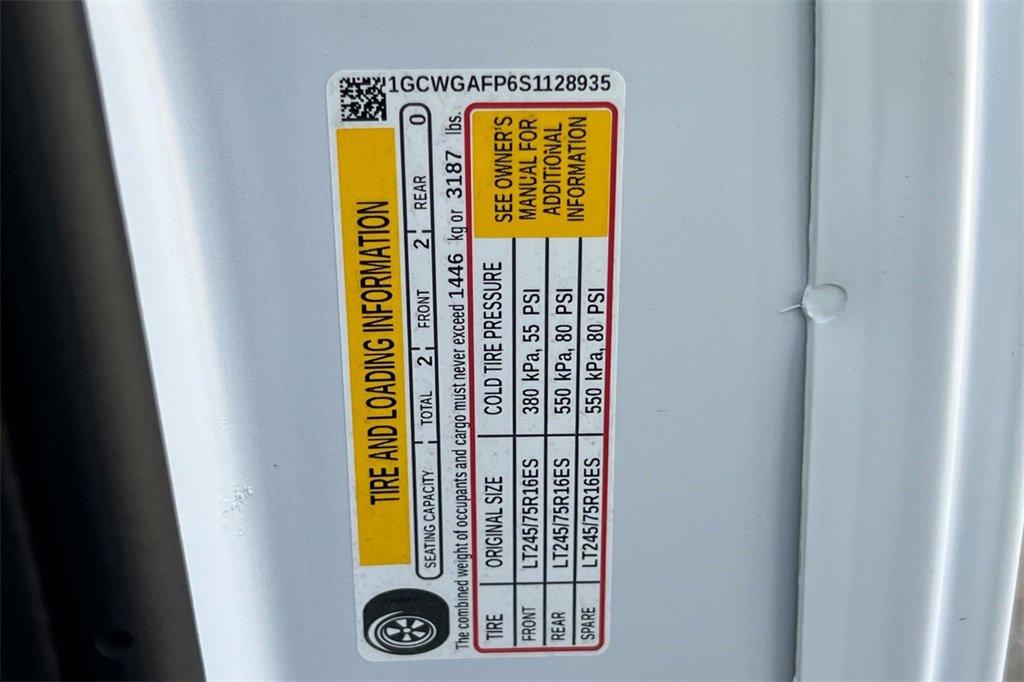 1GCWGAFP6S1128935
TIRE AND LOADING INFORMATION
SEATING CAPACITY TOTAL 2 FRONT 2 REAR 0
The combined weight of occupants and cargo must never exceed 1446 kg or 3187 lbs.
TIRE ORIGINAL SIZE COLD TIRE PRESSURE
FRONT LT245/75R16ES 380 kPa, 55 PSI
REAR LT245/75R16ES 550 kPa, 80 PSI
SPARE LT245/75R16ES 550 kPa, 80 PSI
SEE OWNER'S
MANUAL FOR
ADDITIONAL
INFORMATION